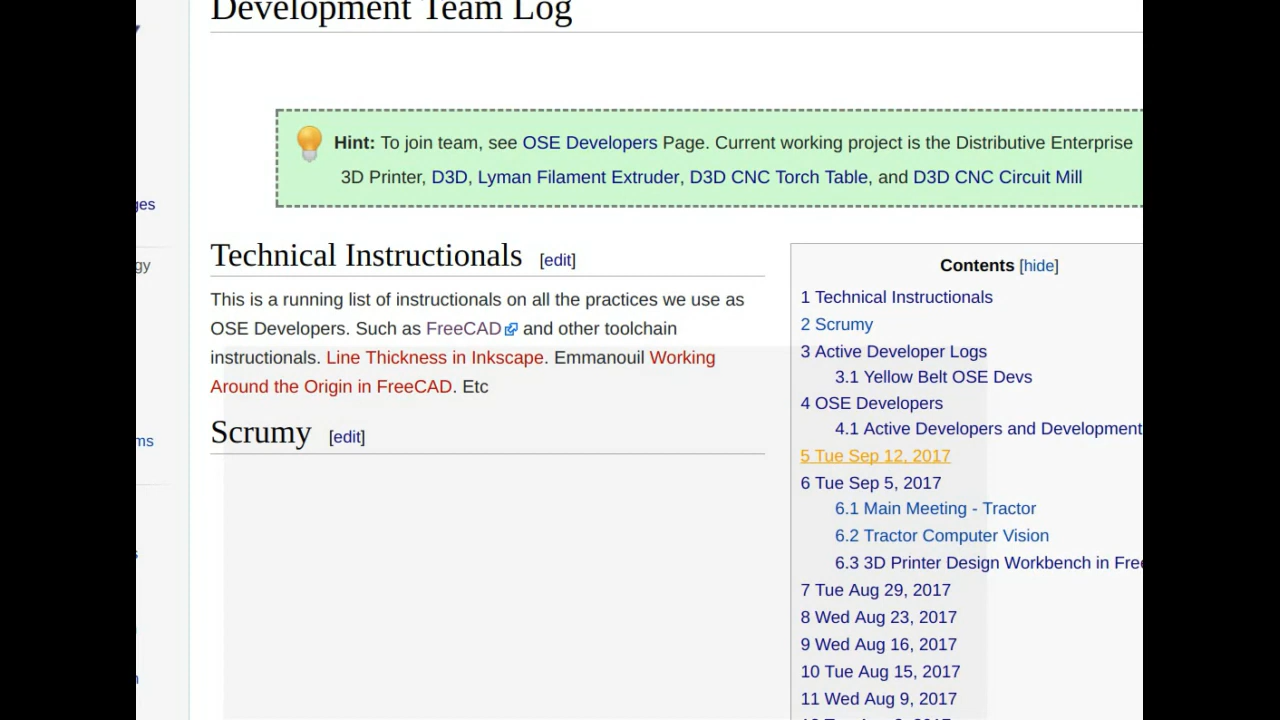 Development Team Log
Hint: To join team, see OSE Developers Page. Current working project is the Distributive Enterprise
3D Printer, D3D, Lyman Filament Extruder, D3D CNC Torch Table, and D3D CNC Circuit Mill
Technical Instructionals [edit]
This is a running list of instructionals on all the practices we use as
OSE Developers. Such as FreeCAD and other toolchain
instructionals. Line Thickness in Inkscape. Emmanouil Working
Around the Origin in FreeCAD. Etc
Scrumy [edit]
Contents [hide]
1 Technical Instructionals
2 Scrumy
3 Active Developer Logs
3.1 Yellow Belt OSE Devs
4 OSE Developers
4.1 Active Developers and Development
5 Tue Sep 12, 2017
6 Tue Sep 5, 2017
6.1 Main Meeting - Tractor
6.2 Tractor Computer Vision
6.3 3D Printer Design Workbench in Free
7 Tue Aug 29, 2017
8 Wed Aug 23, 2017
9 Wed Aug 16, 2017
10 Tue Aug 15, 2017
11 Wed Aug 9, 2017